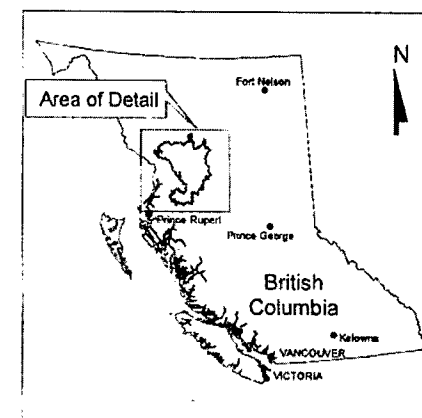 N
Fort Nelson
Area of Detail
Prince Rupert
Prince George
British
Columbia
Kelowna
VANCOUVER
VICTORIA